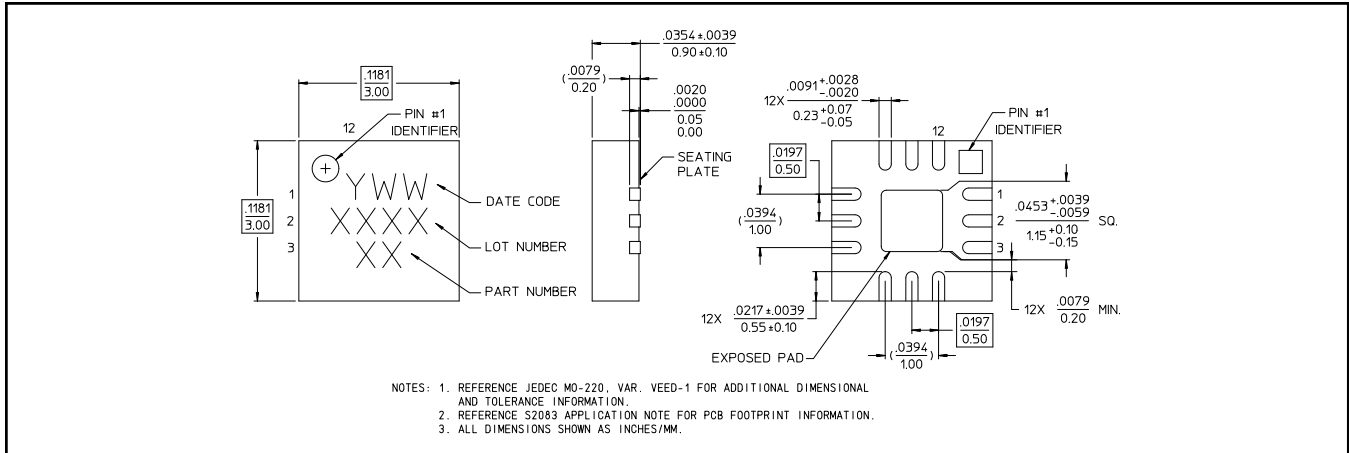 .1181
3.00
12
PIN #1
IDENTIFIER
.1181
3.00
1
2
3
YWW
XXXX
XX
DATE CODE
LOT NUMBER
PART NUMBER
.0354±.0039
0.90±0.10
(.0079
0.20)
.0020
.0000
0.05
0.00
SEATING
PLATE
12X .0091 +.0028 -.0020
0.23 +0.07 -0.05
12
PIN #1
IDENTIFIER
.0197
0.50
(.0394
1.00)
1
2
3
.0453 +.0039 -.0059 SQ.
1.15 +0.10 -0.15
12X .0217±.0039
0.55±0.10
12X .0079 MIN.
0.20
.0197
0.50
(.0394
1.00)
EXPOSED PAD
NOTES: 1. REFERENCE JEDEC MO-220, VAR. VEED-1 FOR ADDITIONAL DIMENSIONAL
AND TOLERANCE INFORMATION.
2. REFERENCE S2083 APPLICATION NOTE FOR PCB FOOTPRINT INFORMATION.
3. ALL DIMENSIONS SHOWN AS INCHES/MM.